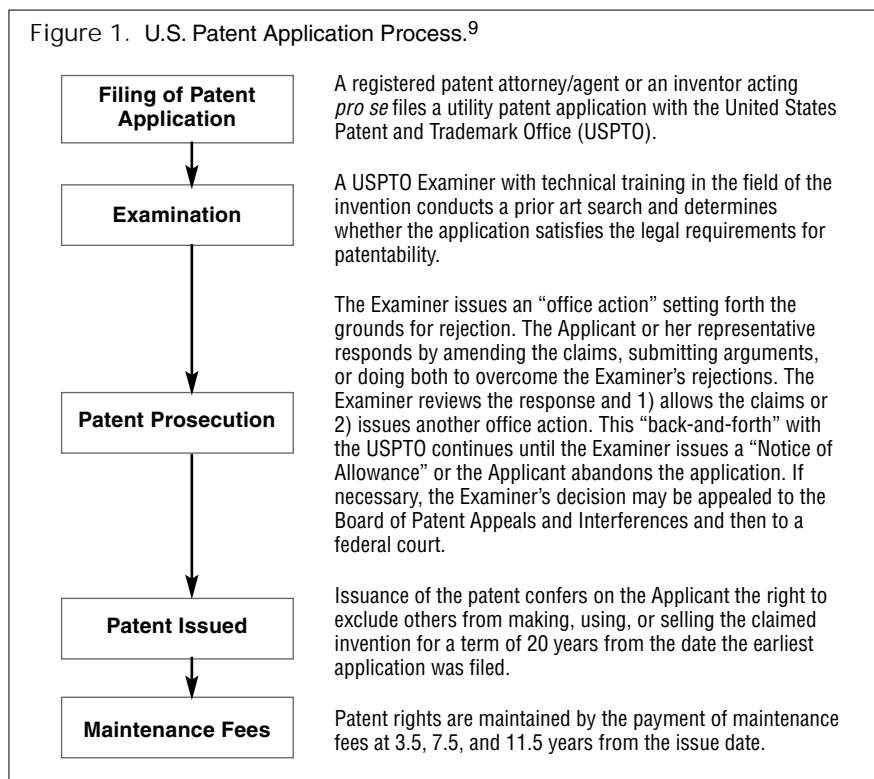 Figure 1. U.S. Patent Application Process.9
Filing of Patent
Application
A registered patent attorney/agent or an inventor acting
pro se files a utility patent application with the United States
Patent and Trademark Office (USPTO).
Examination
A USPTO Examiner with technical training in the field of the
invention conducts a prior art search and determines
whether the application satisfies the legal requirements for
patentability.
Patent Prosecution
The Examiner issues an “office action” setting forth the
grounds for rejection. The Applicant or her representative
responds by amending the claims, submitting arguments,
or doing both to overcome the Examiner’s rejections. The
Examiner reviews the response and 1) allows the claims or
2) issues another office action. This “back-and-forth” with
the USPTO continues until the Examiner issues a “Notice of
Allowance” or the Applicant abandons the application. If
necessary, the Examiner’s decision may be appealed to the
Board of Patent Appeals and Interferences and then to a
federal court.
Patent Issued
Issuance of the patent confers on the Applicant the right to
exclude others from making, using, or selling the claimed
invention for a term of 20 years from the date the earliest
application was filed.
Maintenance Fees
Patent rights are maintained by the payment of maintenance
fees at 3.5, 7.5, and 11.5 years from the issue date.